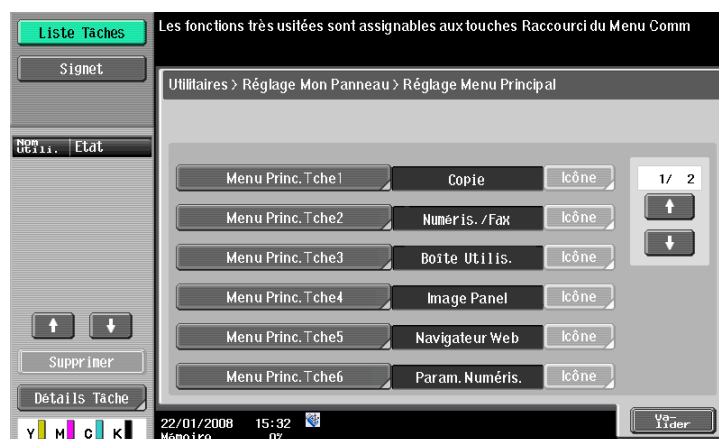 Liste Tâches
Les fonctions très usitées sont assignables aux touches Raccourci du Menu Comm
Signet
Utilitaires > Réglage Mon Panneau > Réglage Menu Principal
Nom Utili. Etat
Menu Princ. Tche1 Copie Icône 1/ 2
Menu Princ. Tche2 Numéris./Fax Icône
Menu Princ. Tche3 Boîte Utilis. Icône
Menu Princ. Tche4 Image Panel Icône
Menu Princ. Tche5 Navigateur Web Icône
Menu Princ. Tche6 Param. Numéris. Icône
Supprimer
Détails Tâche
Va-
lider
22/01/2008 15:32
Y M C K Mémoire 0%